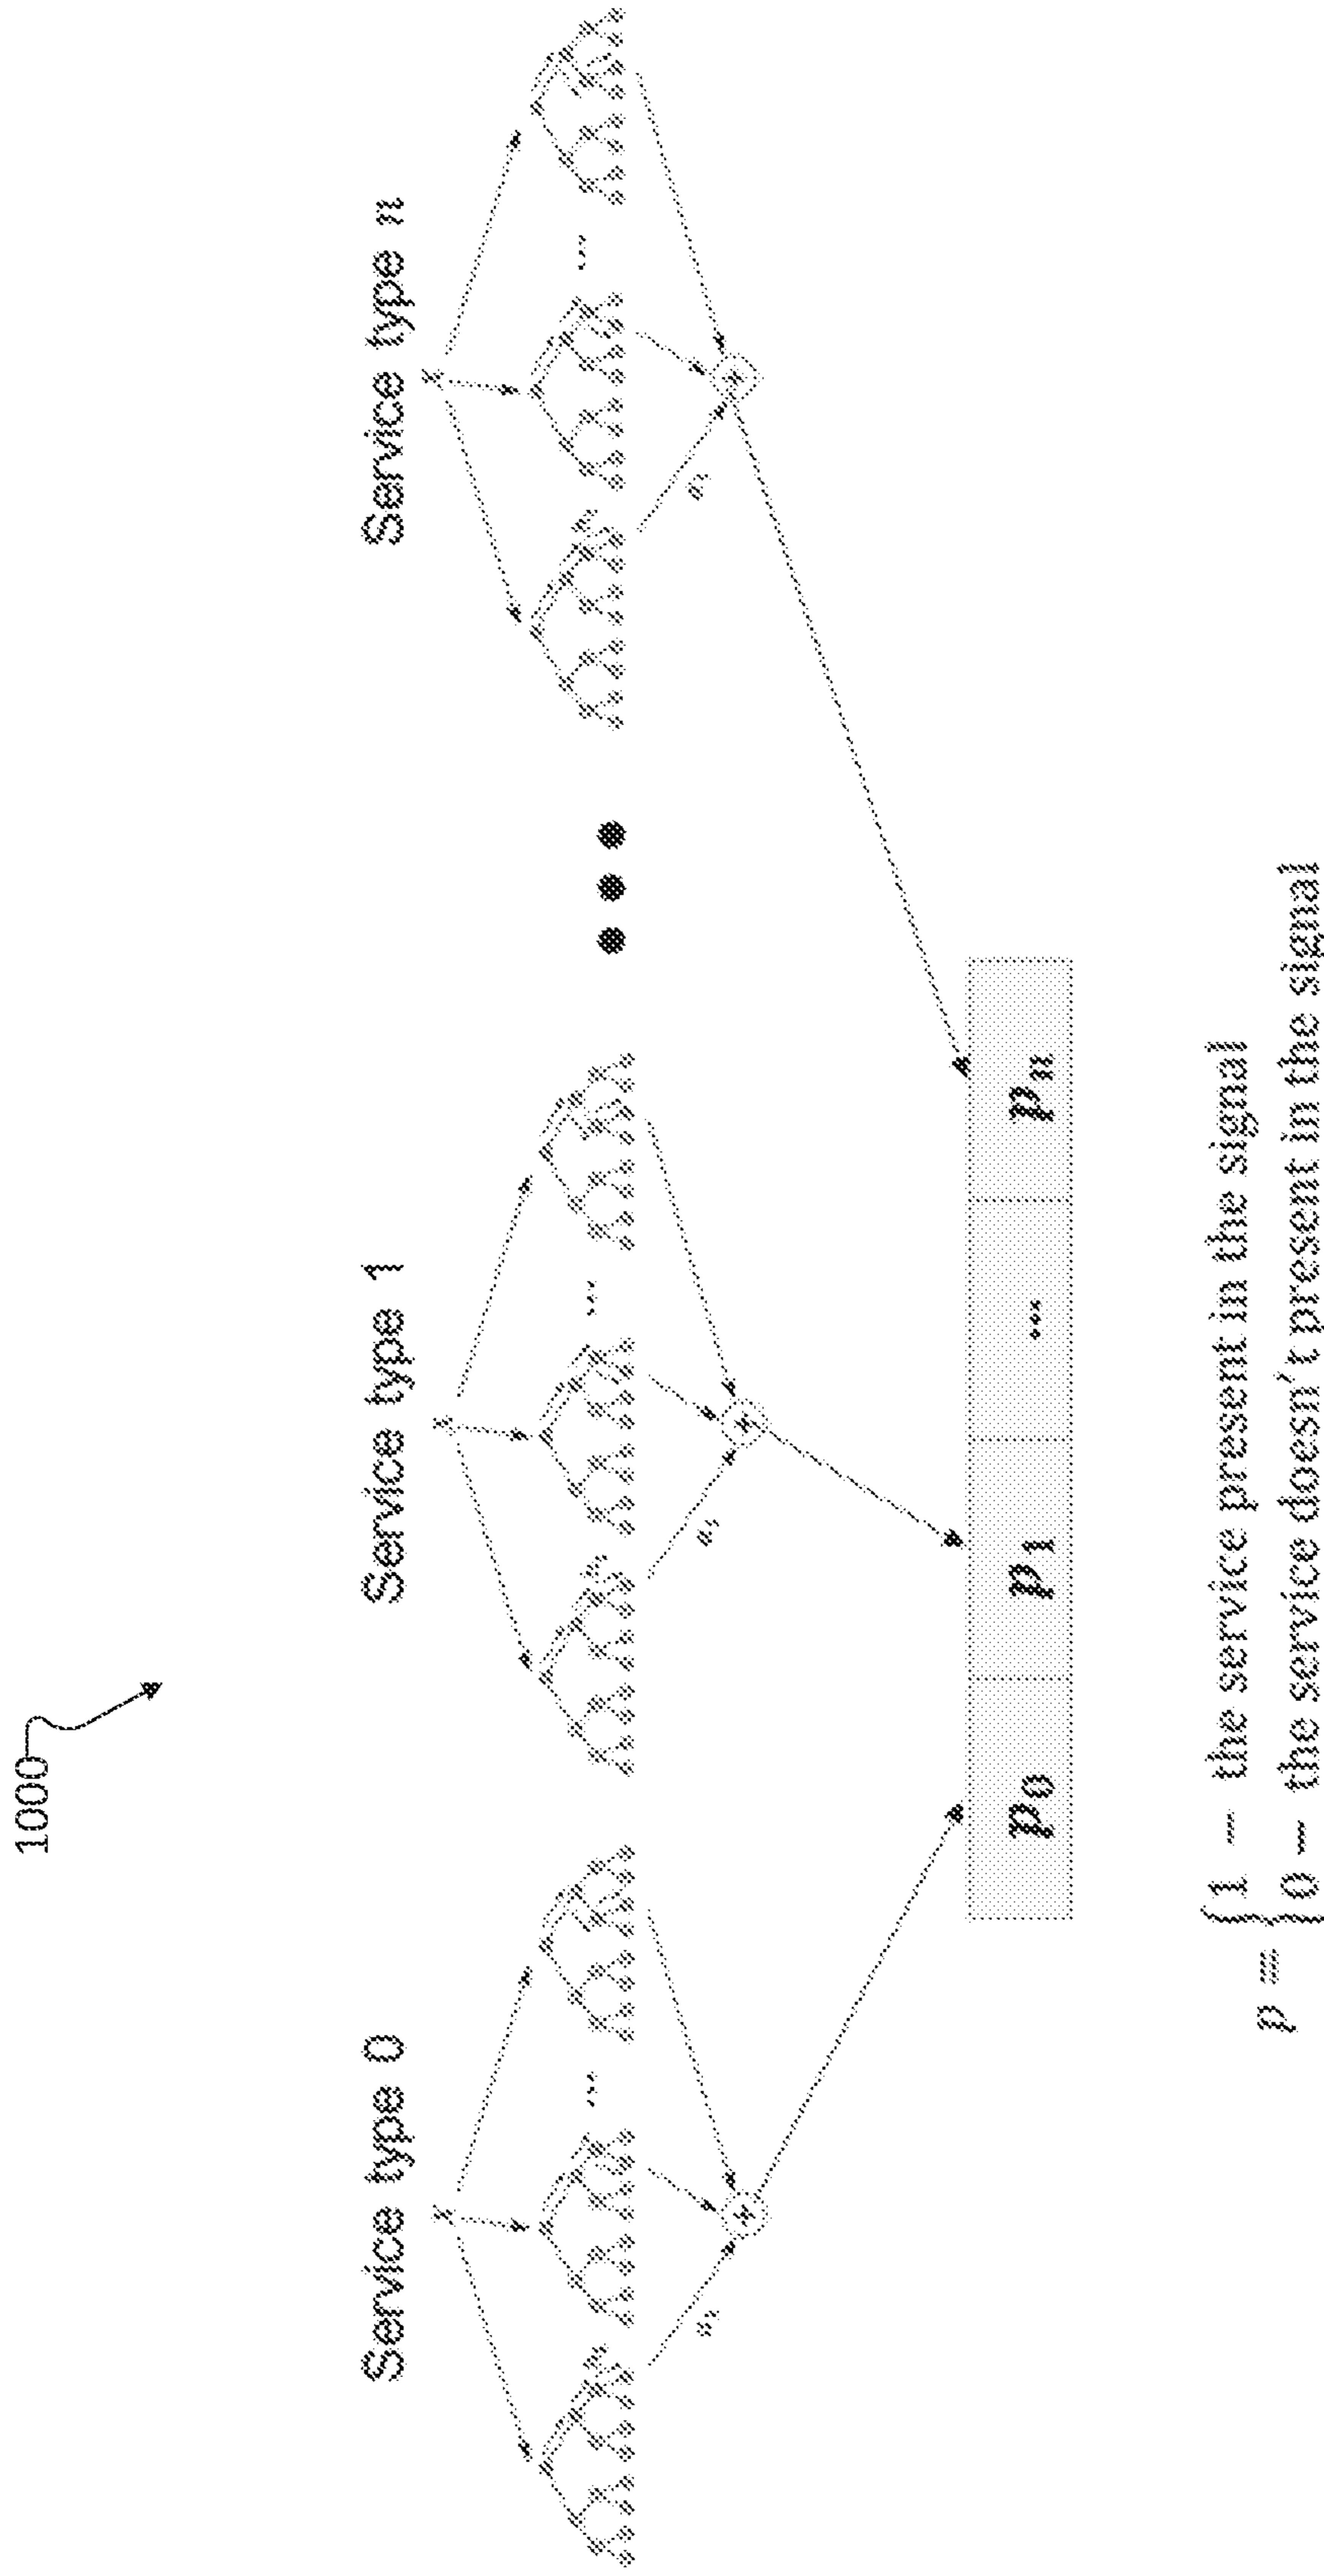 1000
Service type 0
Service type 1
Service type n
x
x
x
...
...
...
+
+
+
p0
p1
...
pn
p = {1 – the service present in the signal
0 – the service doesn't present in the signal